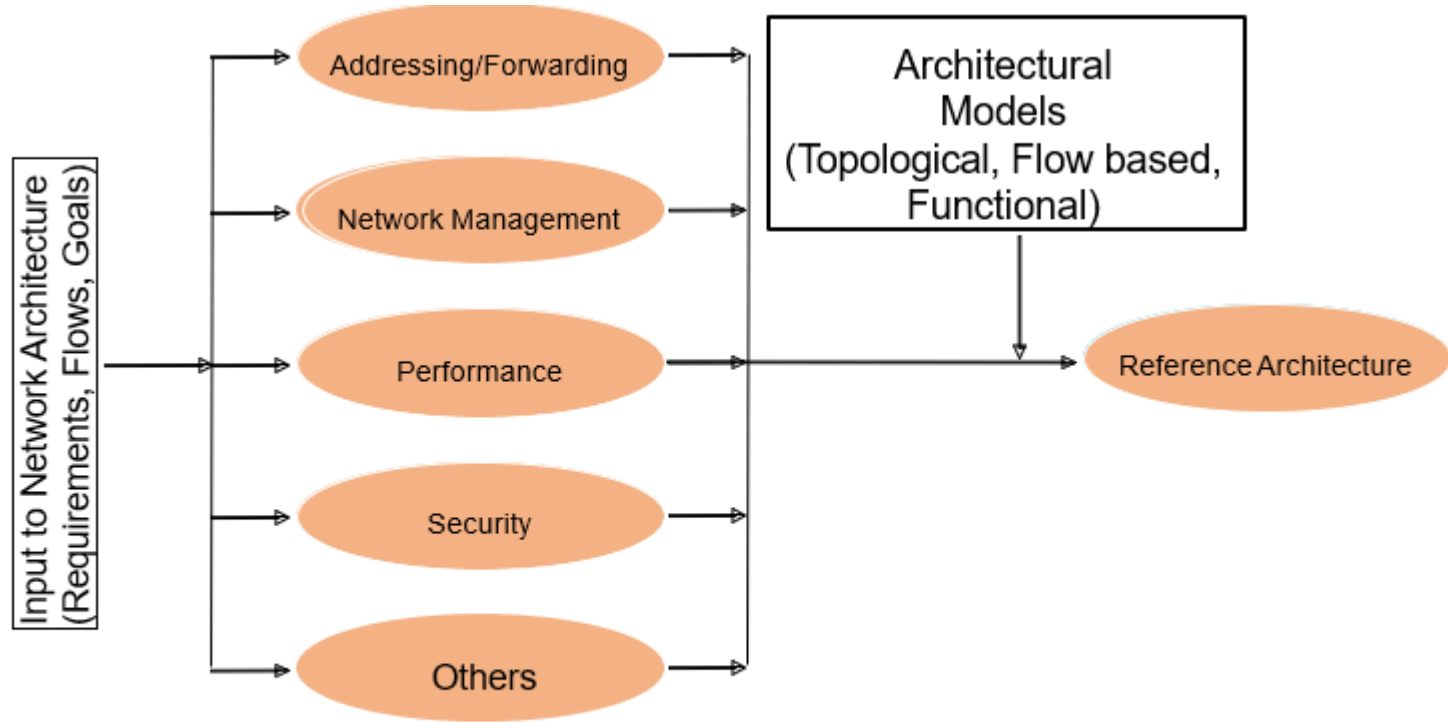 Input to Network Architecture
(Requirements, Flows, Goals)
Addressing/Forwarding
Network Management
Performance
Security
Others
Architectural
Models
(Topological, Flow based,
Functional)
Reference Architecture